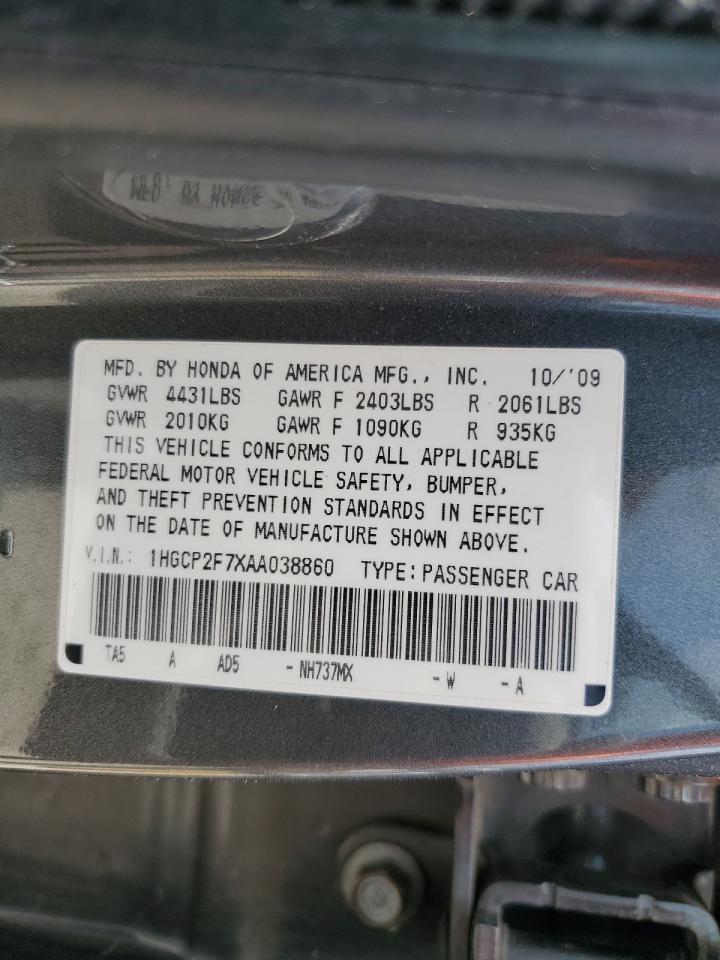 MFD. BY HONDA OF AMERICA MFG., INC. 10/'09
GVWR 4431LBS GAWR F 2403LBS R 2061LBS
GVWR 2010KG GAWR F 1090KG R 935KG
THIS VEHICLE CONFORMS TO ALL APPLICABLE
FEDERAL MOTOR VEHICLE SAFETY, BUMPER,
AND THEFT PREVENTION STANDARDS IN EFFECT
ON THE DATE OF MANUFACTURE SHOWN ABOVE.
V.I.N.: 1HGCP2F7XAA038860 TYPE: PASSENGER CAR
TA5 A AD5 - NH737MX - W - A